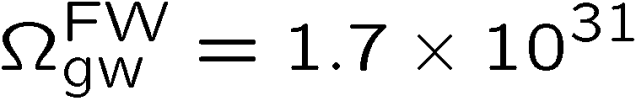 Ω_gw^FW = 1.7 × 10^31